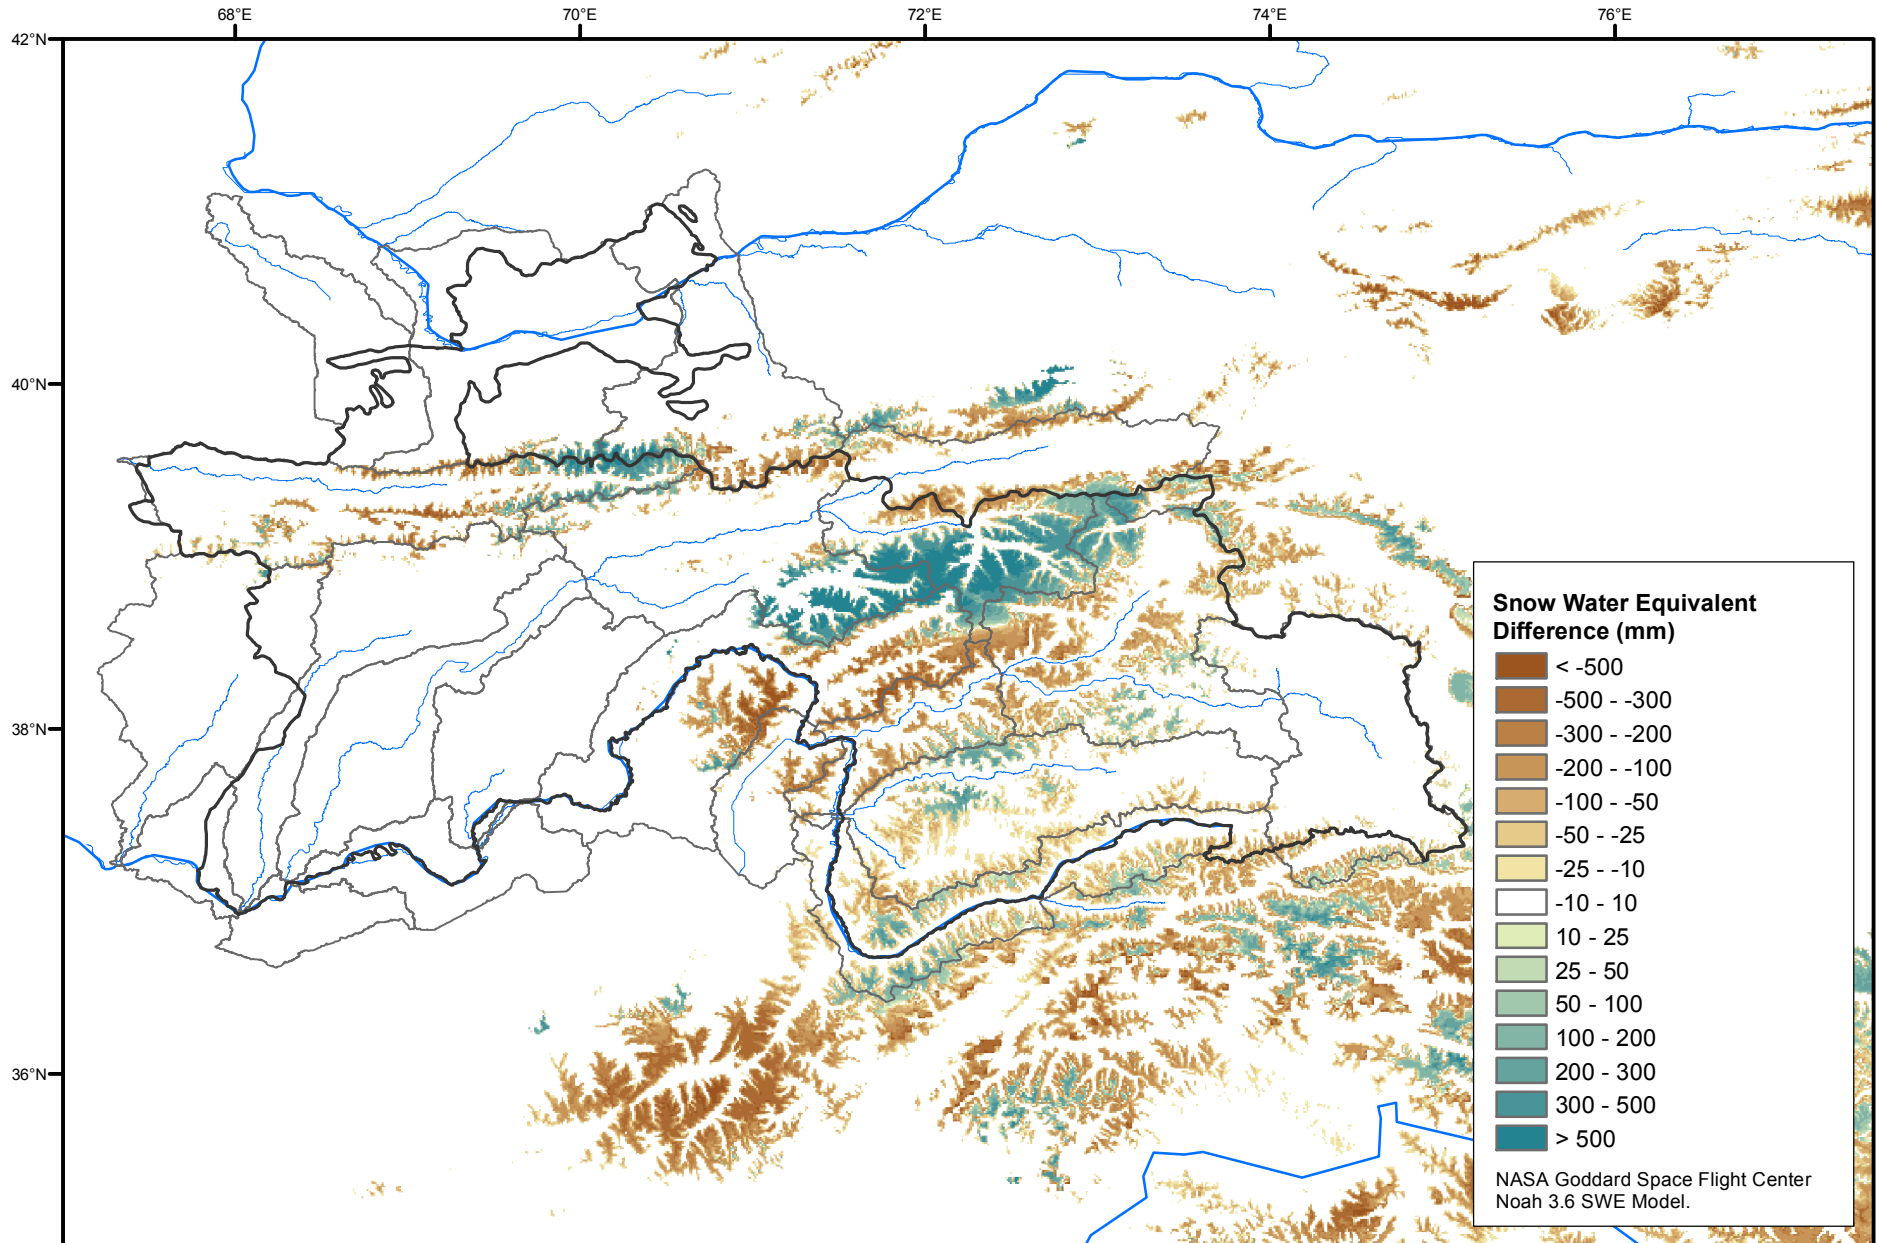 68°E 70°E 72°E 74°E 76°E
42°N
40°N
38°N
36°N
Snow Water Equivalent
Difference (mm)
< -500
-500 - -300
-300 - -200
-200 - -100
-100 - -50
-50 - -25
-25 - -10
-10 - 10
10 - 25
25 - 50
50 - 100
100 - 200
200 - 300
300 - 500
> 500
NASA Goddard Space Flight Center
Noah 3.6 SWE Model.